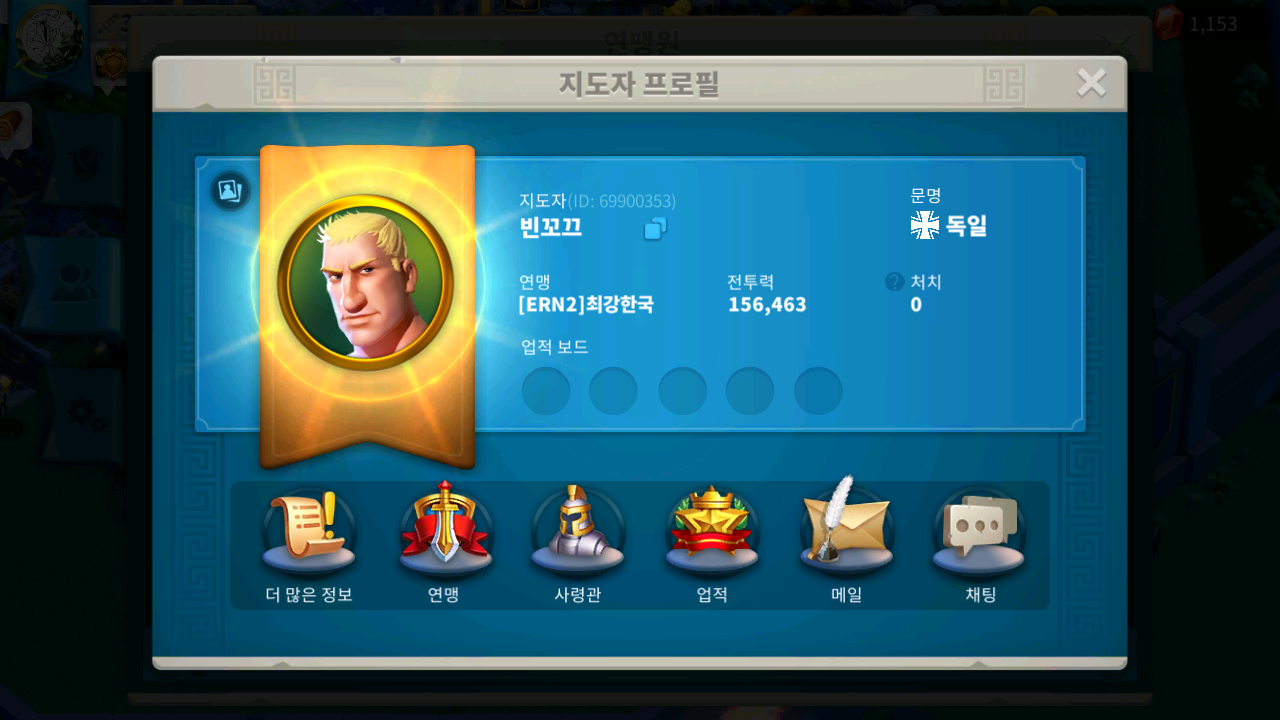 연맹원
1,153
지도자 프로필
지도자(ID: 69900353)
빈꼬끄
문명
독일
연맹
[ERN2]최강한국
전투력
156,463
? 처치
0
업적 보드
더 많은 정보
연맹
사령관
업적
메일
채팅